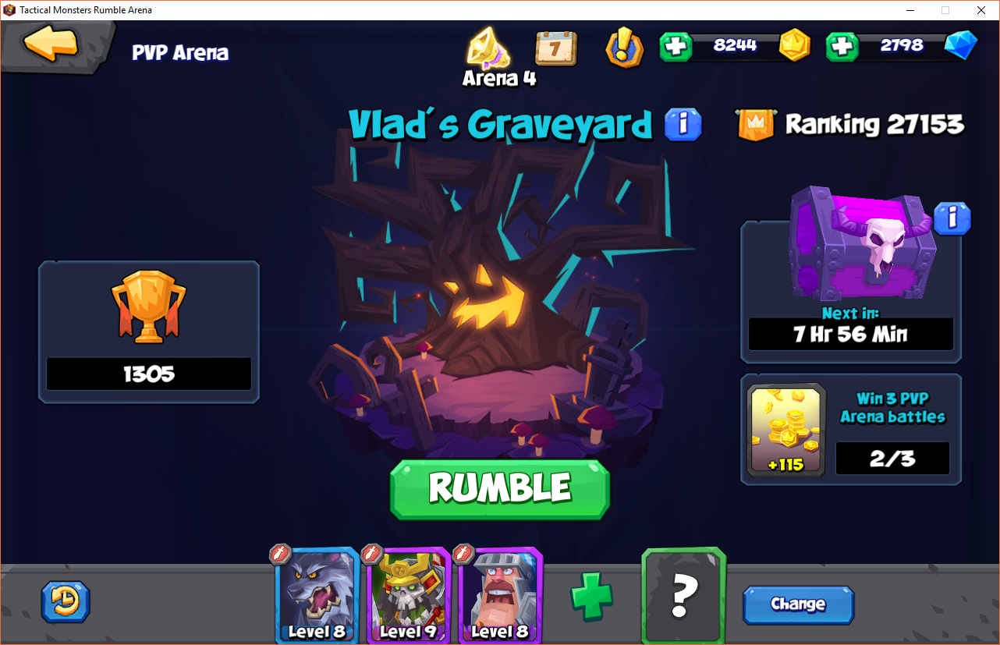 Tactical Monsters Rumble Arena
PVP Arena
7
8244
2798
Arena 4
Vlad´s Graveyard
i
Ranking 27153
i
Next in:
7 Hr 56 Min
1305
Win 3 PVP
Arena battles
+115
2/3
RUMBLE
Level 8
Level 9
Level 8
?
Change